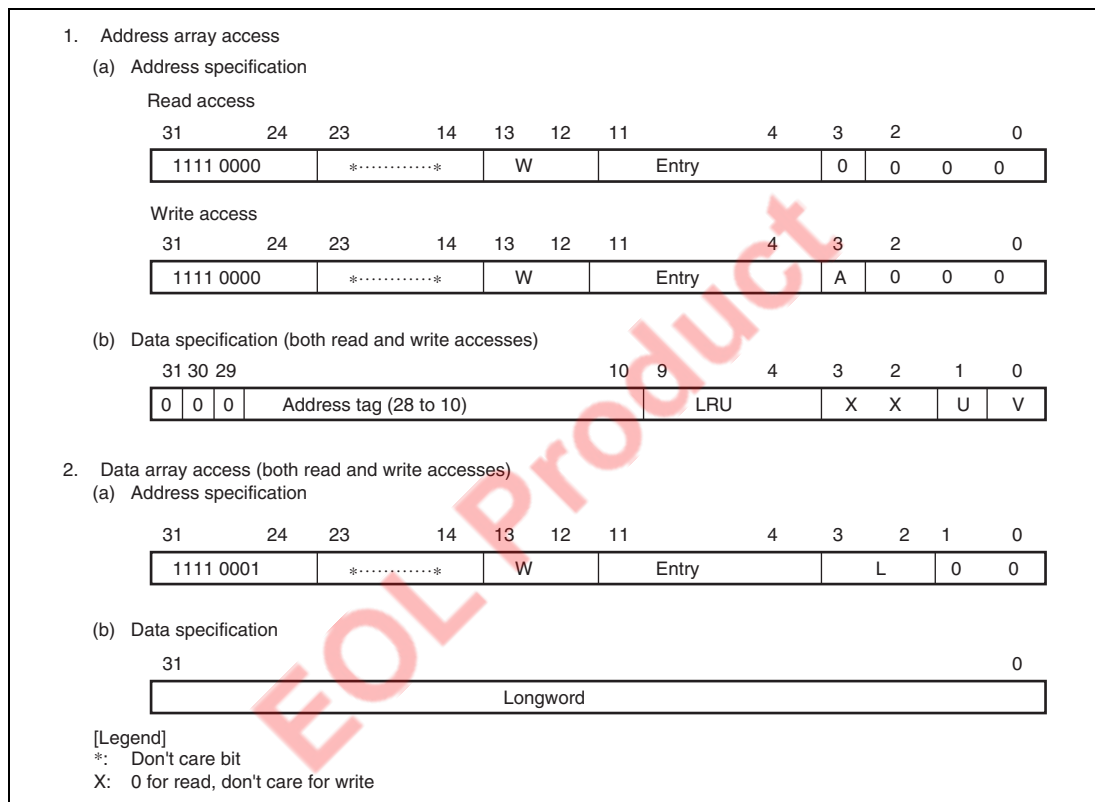 1. Address array access
(a) Address specification
Read access
31 24 23 14 13 12 11 4 3 2 0
1111 0000 *············* W Entry 0 0 0 0
Write access
31 24 23 14 13 12 11 4 3 2 0
1111 0000 *············* W Entry A 0 0 0
(b) Data specification (both read and write accesses)
31 30 29 10 9 4 3 2 1 0
0 0 0 Address tag (28 to 10) LRU X X U V
2. Data array access (both read and write accesses)
(a) Address specification
31 24 23 14 13 12 11 4 3 2 1 0
1111 0001 *············* W Entry L 0 0
(b) Data specification
31 0
Longword
[Legend]
*: Don't care bit
X: 0 for read, don't care for write
EOL Product